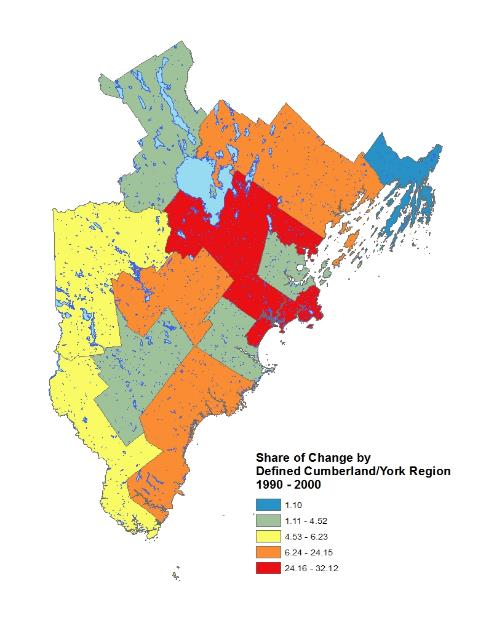 Share of Change by
Defined Cumberland/York Region
1990 - 2000
1.10
1.11 - 4.52
4.53 - 6.23
6.24 - 24.15
24.16 - 32.12